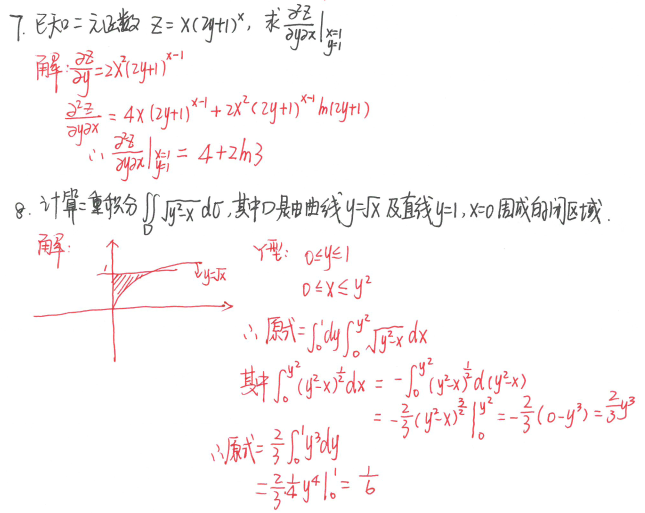 7. 已知二元函数 z = x(2y+1)^x, 求 ∂²z/∂y∂x |x=1 y=1
解: ∂z/∂y = 2x²(2y+1)^(x-1)
∂²z/∂y∂x = 4x(2y+1)^(x-1) + 2x²(2y+1)^(x-1) ln(2y+1)
∴ ∂²z/∂y∂x |x=1 y=1 = 4+2ln3
8. 计算二重积分 ∬_D √(y²-x) dσ, 其中D是由曲线 y=√x 及直线 y=1, x=0 围成的闭区域.
解:
1
y=√x
Y型: 0≤y≤1
0≤x≤y²
∴ 原式 = ∫₀¹dy∫₀^(y²) √(y²-x) dx
其中 ∫₀^(y²) (y²-x)^(1/2) dx = -∫₀^(y²) (y²-x)^(1/2) d(y²-x)
= -2/3 (y²-x)^(3/2) |₀^(y²) = -2/3 (0-y³) = 2/3 y³
∴ 原式 = 2/3 ∫₀¹ y³dy
= 2/3 · 1/4 y⁴ |₀¹ = 1/6